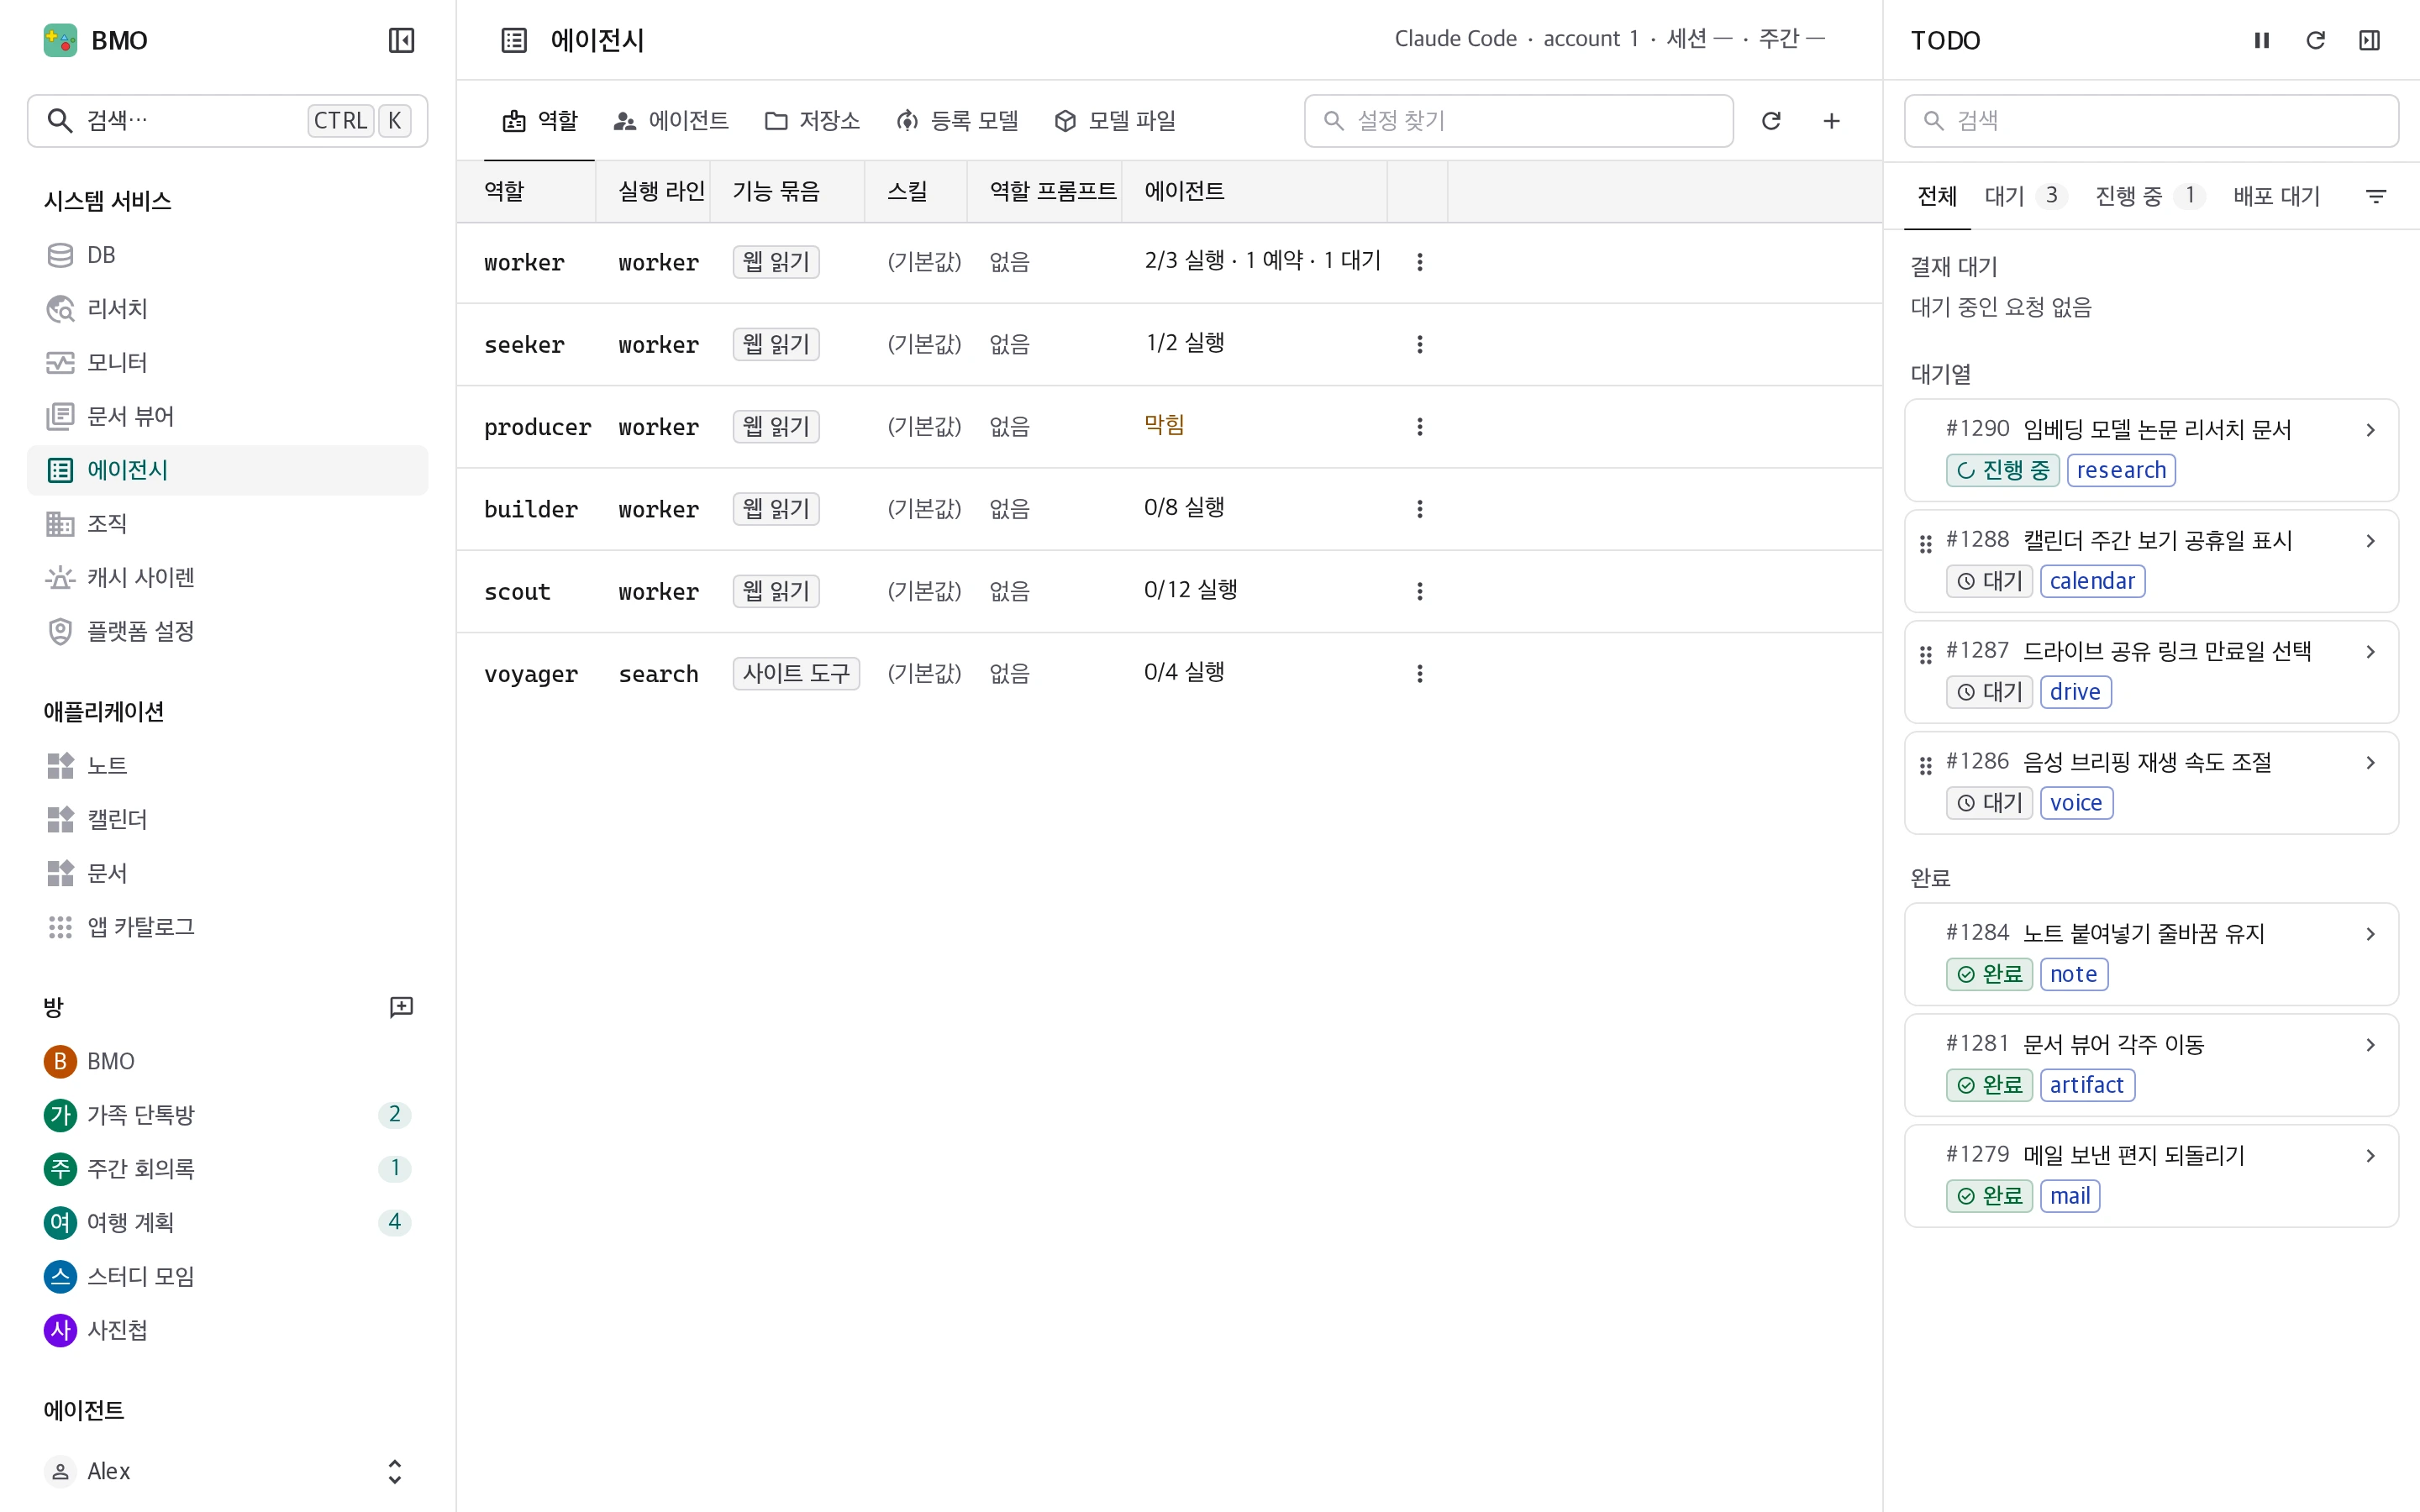 BMO
검색…
CTRL K
시스템 서비스
DB
리서치
모니터
문서 뷰어
에이전시
조직
캐시 사이렌
플랫폼 설정
애플리케이션
노트
캘린더
문서
앱 카탈로그
방
B BMO
가 가족 단톡방 2
주 주간 회의록 1
여 여행 계획 4
스 스터디 모임
사 사진첩
에이전트
Alex
에이전시
Claude Code · account 1 · 세션 — · 주간 —
역할 에이전트 저장소 등록 모델 모델 파일
설정 찾기
역할 실행 라인 기능 묶음 스킬 역할 프롬프트 에이전트
worker worker 웹 읽기 (기본값) 없음 2/3 실행 · 1 예약 · 1 대기
seeker worker 웹 읽기 (기본값) 없음 1/2 실행
producer worker 웹 읽기 (기본값) 없음 막힘
builder worker 웹 읽기 (기본값) 없음 0/8 실행
scout worker 웹 읽기 (기본값) 없음 0/12 실행
voyager search 사이트 도구 (기본값) 없음 0/4 실행
TODO
검색
전체 대기 3 진행 중 1 배포 대기
결재 대기
대기 중인 요청 없음
대기열
#1290 임베딩 모델 논문 리서치 문서
진행 중 research
#1288 캘린더 주간 보기 공휴일 표시
대기 calendar
#1287 드라이브 공유 링크 만료일 선택
대기 drive
#1286 음성 브리핑 재생 속도 조절
대기 voice
완료
#1284 노트 붙여넣기 줄바꿈 유지
완료 note
#1281 문서 뷰어 각주 이동
완료 artifact
#1279 메일 보낸 편지 되돌리기
완료 mail